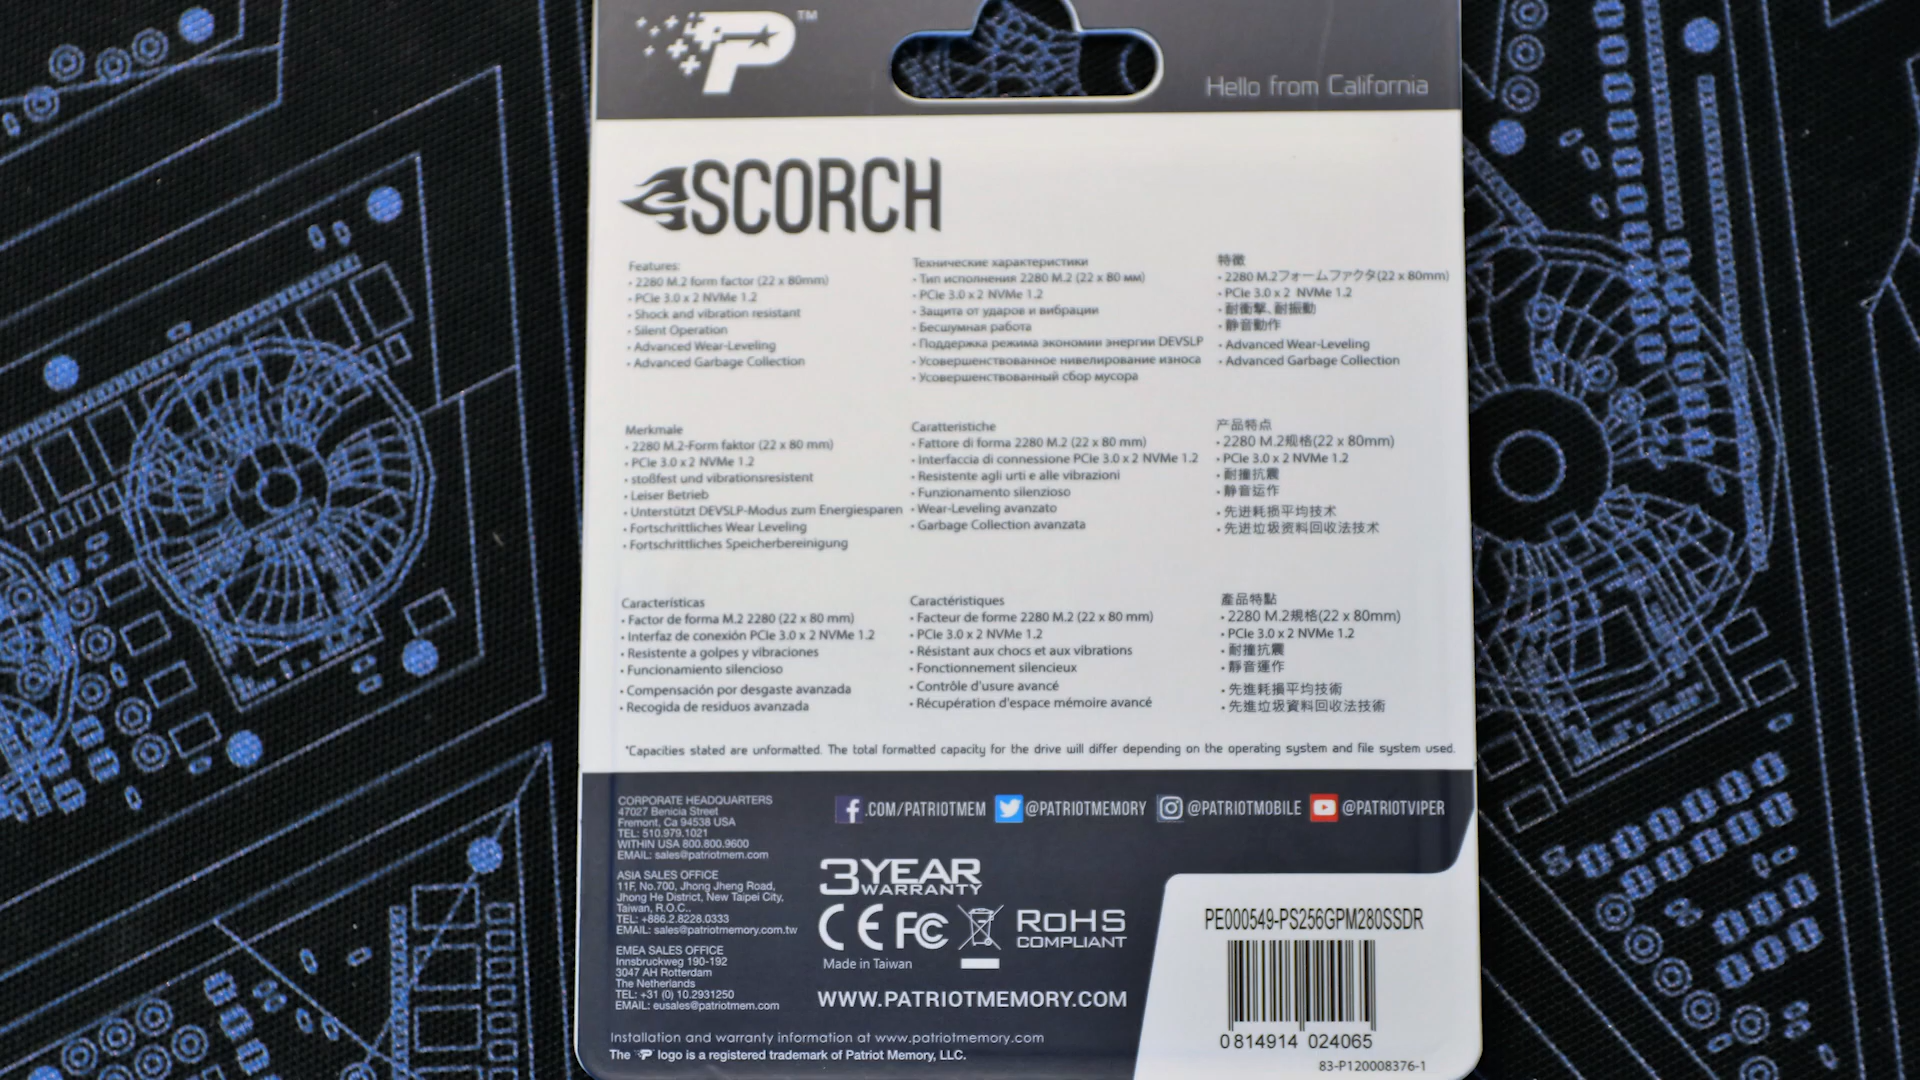 TM
Hello from California
SCORCH
Features:
• 2280 M.2 form factor (22 x 80mm)
• PCIe 3.0 x 2 NVMe 1.2
• Shock and vibration resistant
• Silent Operation
• Advanced Wear-Leveling
• Advanced Garbage Collection
Технические характеристики
• Тип исполнения 2280 M.2 (22 x 80 мм)
• PCIe 3.0 x 2 NVMe 1.2
• Защита от ударов и вибрации
• Бесшумная работа
• Поддержка режима экономии энергии DEVSLP
• Усовершенствованное нивелирование износа
• Усовершенствованный сбор мусора
特徴
• 2280 M.2フォームファクタ(22 x 80mm)
• PCIe 3.0 x 2 NVMe 1.2
• 耐衝撃、耐振動
• 静音動作
• Advanced Wear-Leveling
• Advanced Garbage Collection
Merkmale
• 2280 M.2-Form faktor (22 x 80 mm)
• PCIe 3.0 x 2 NVMe 1.2
• stoßfest und vibrationsresistent
• Leiser Betrieb
• Unterstützt DEVSLP-Modus zum Energiesparen
• Fortschrittliches Wear Leveling
• Fortschrittliches Speicherbereinigung
Caratteristiche
• Fattore di forma 2280 M.2 (22 x 80 mm)
• Interfaccia di connessione PCIe 3.0 x 2 NVMe 1.2
• Resistente agli urti e alle vibrazioni
• Funzionamento silenzioso
• Wear-Leveling avanzato
• Garbage Collection avanzata
产品特点
• 2280 M.2规格(22 x 80mm)
• PCIe 3.0 x 2 NVMe 1.2
• 耐撞抗震
• 静音运作
• 先进耗损平均技术
• 先进垃圾资料回收法技术
Características
• Factor de forma M.2 2280 (22 x 80 mm)
• Interfaz de conexión PCIe 3.0 x 2 NVMe 1.2
• Resistente a golpes y vibraciones
• Funcionamiento silencioso
• Compensación por desgaste avanzada
• Recogida de residuos avanzada
Caractéristiques
• Facteur de forme 2280 M.2 (22 x 80 mm)
• PCIe 3.0 x 2 NVMe 1.2
• Résistant aux chocs et aux vibrations
• Fonctionnement silencieux
• Contrôle d'usure avancé
• Récupération d'espace mémoire avancé
產品特點
• 2280 M.2規格(22 x 80mm)
• PCIe 3.0 x 2 NVMe 1.2
• 耐撞抗震
• 靜音運作
• 先進耗損平均技術
• 先進垃圾資料回收法技術
*Capacities stated are unformatted. The total formatted capacity for the drive will differ depending on the operating system and file system used.
CORPORATE HEADQUARTERS
47027 Benicia Street
Fremont, Ca 94538 USA
TEL: 510.979.1021
WITHIN USA 800.800.9600
EMAIL: sales@patriotmem.com
ASIA SALES OFFICE
11F, No.700, Jhong Jheng Road,
Jhong He District, New Taipei City,
Taiwan, R.O.C..
TEL: +886.2.8228.0333
EMAIL: sales@patriotmemory.com.tw
EMEA SALES OFFICE
Innsbruckweg 190-192
3047 AH Rotterdam
The Netherlands
TEL: +31 (0) 10.2931250
EMAIL: eusales@patriotmem.com
.COM/PATRIOTMEM @PATRIOTMEMORY @PATRIOTMOBILE @PATRIOTVIPER
3 YEAR
WARRANTY
CE FC RoHS
COMPLIANT
Made in Taiwan
WWW.PATRIOTMEMORY.COM
PE000549-PS256GPM280SSDR
0 814914 024065
83-P120008376-1
Installation and warranty information at www.patriotmemory.com
The P logo is a registered trademark of Patriot Memory, LLC.